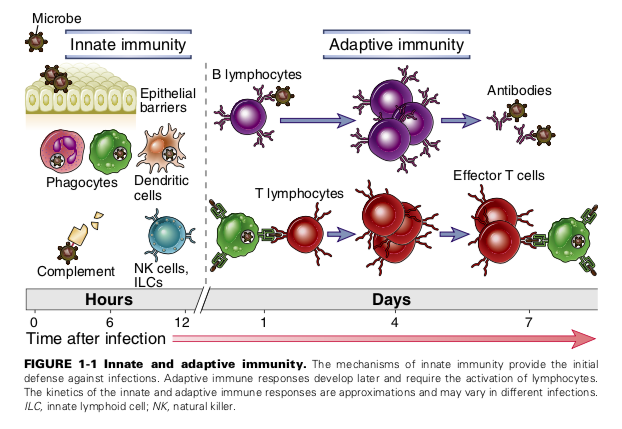 Microbe
Innate immunity
Adaptive immunity
B lymphocytes
Antibodies
Epithelial
barriers
Phagocytes
Dendritic
cells
T lymphocytes
Effector T cells
Complement
NK cells,
ILCs
Hours
Days
0 6 12 1 4 7
Time after infection
FIGURE 1-1 Innate and adaptive immunity. The mechanisms of innate immunity provide the initial
defense against infections. Adaptive immune responses develop later and require the activation of lymphocytes.
The kinetics of the innate and adaptive immune responses are approximations and may vary in different infections.
ILC, innate lymphoid cell; NK, natural killer.